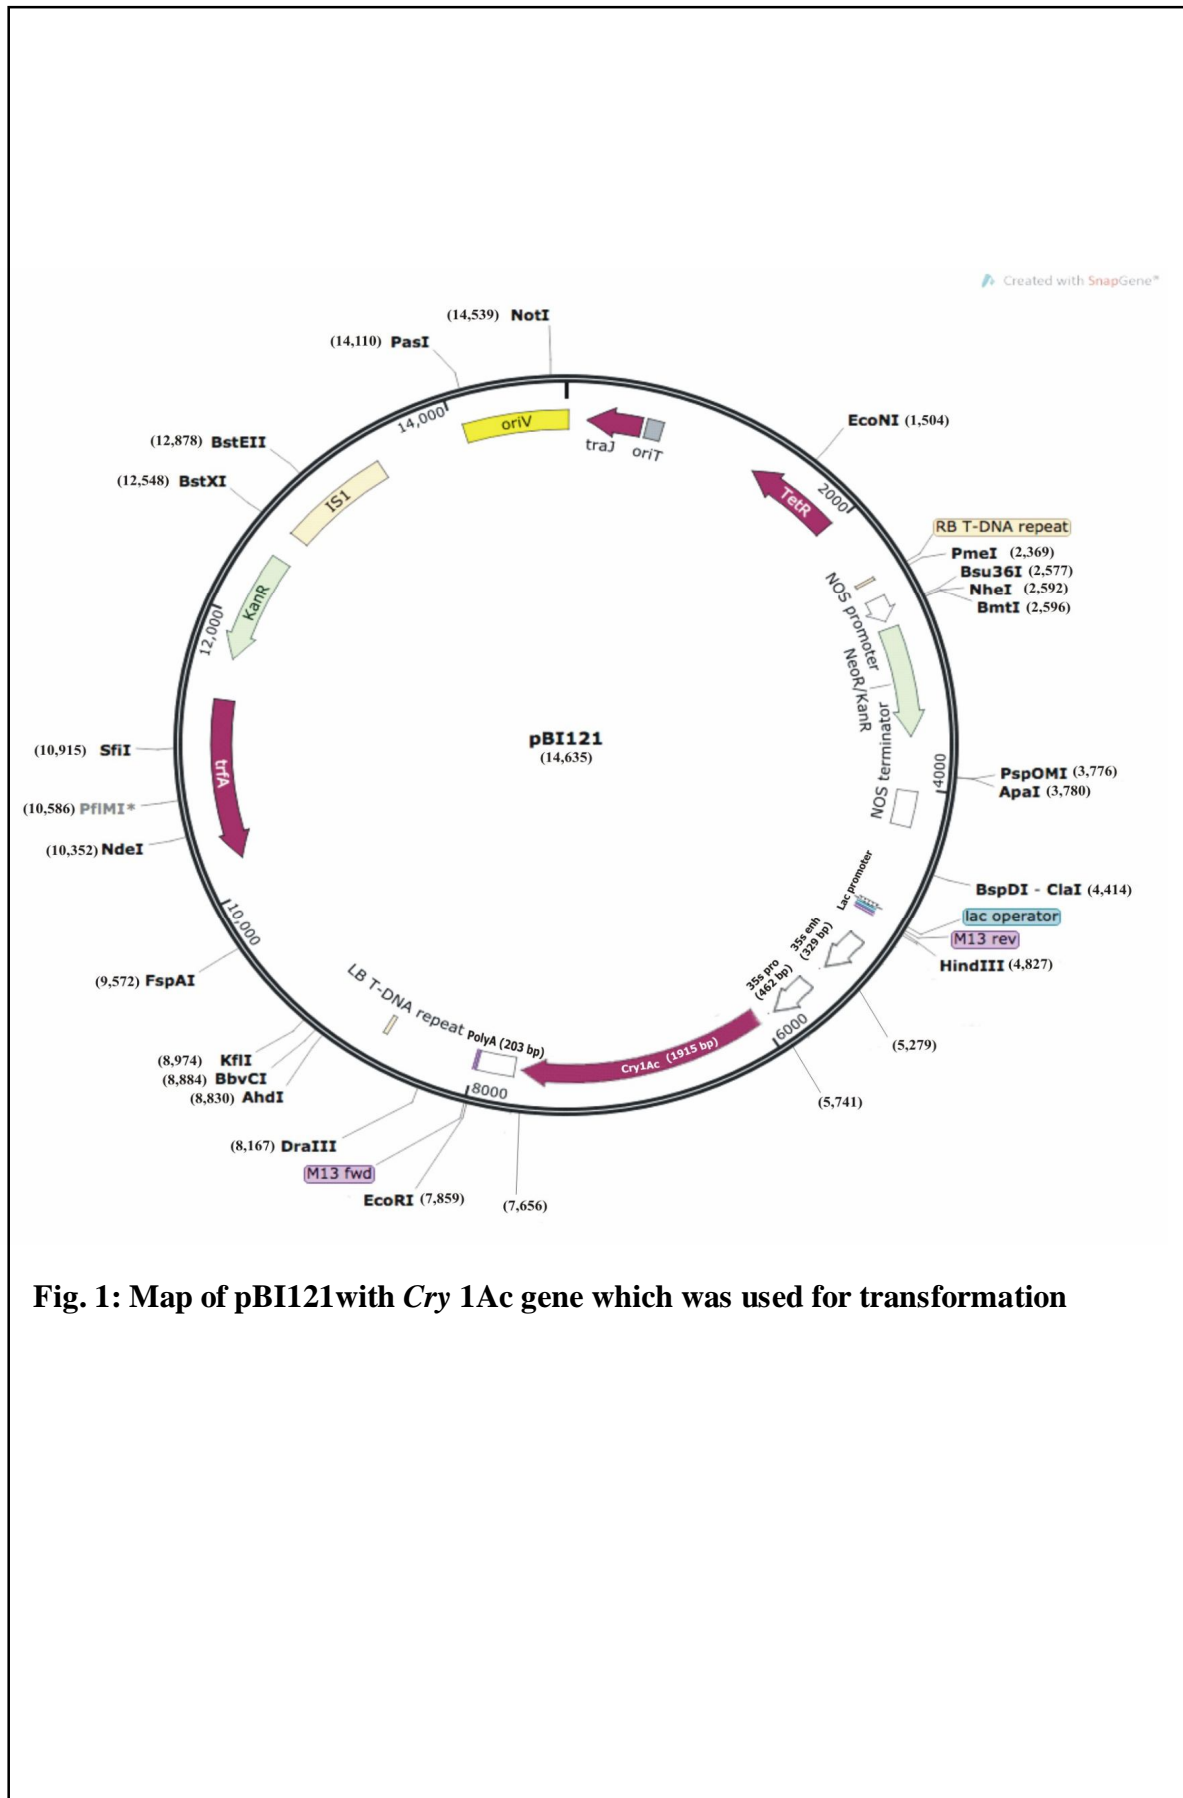 Created with SnapGene®
(14,539) NotI
(14,110) PasI
EcoNI (1,504)
(12,878) BstEII
(12,548) BstXI
14,000
oriV
traJ
oriT
TetR
2000
RB T-DNA repeat
PmeI (2,369)
Bsu36I (2,577)
NheI (2,592)
BmtI (2,596)
IS1
KanR
12,000
NOS promoter
NeoR/KanR
NOS terminator
pBI121
(14,635)
(10,915) SfiI
trfA
(10,586) PflMI*
(10,352) NdeI
4000
PspOMI (3,776)
ApaI (3,780)
Lac promoter
BspDI - ClaI (4,414)
lac operator
M13 rev
HindIII (4,827)
35s enh
(329 bp)
35s pro
(462 bp)
10,000
(9,572) FspAI
LB T-DNA repeat
PolyA (203 bp)
Cry1Ac (1915 bp)
6000
8000
(5,279)
(5,741)
(8,974) KflI
(8,884) BbvCI
(8,830) AhdI
(8,167) DraIII
M13 fwd
EcoRI (7,859)
(7,656)
Fig. 1: Map of pBI121with Cry 1Ac gene which was used for transformation